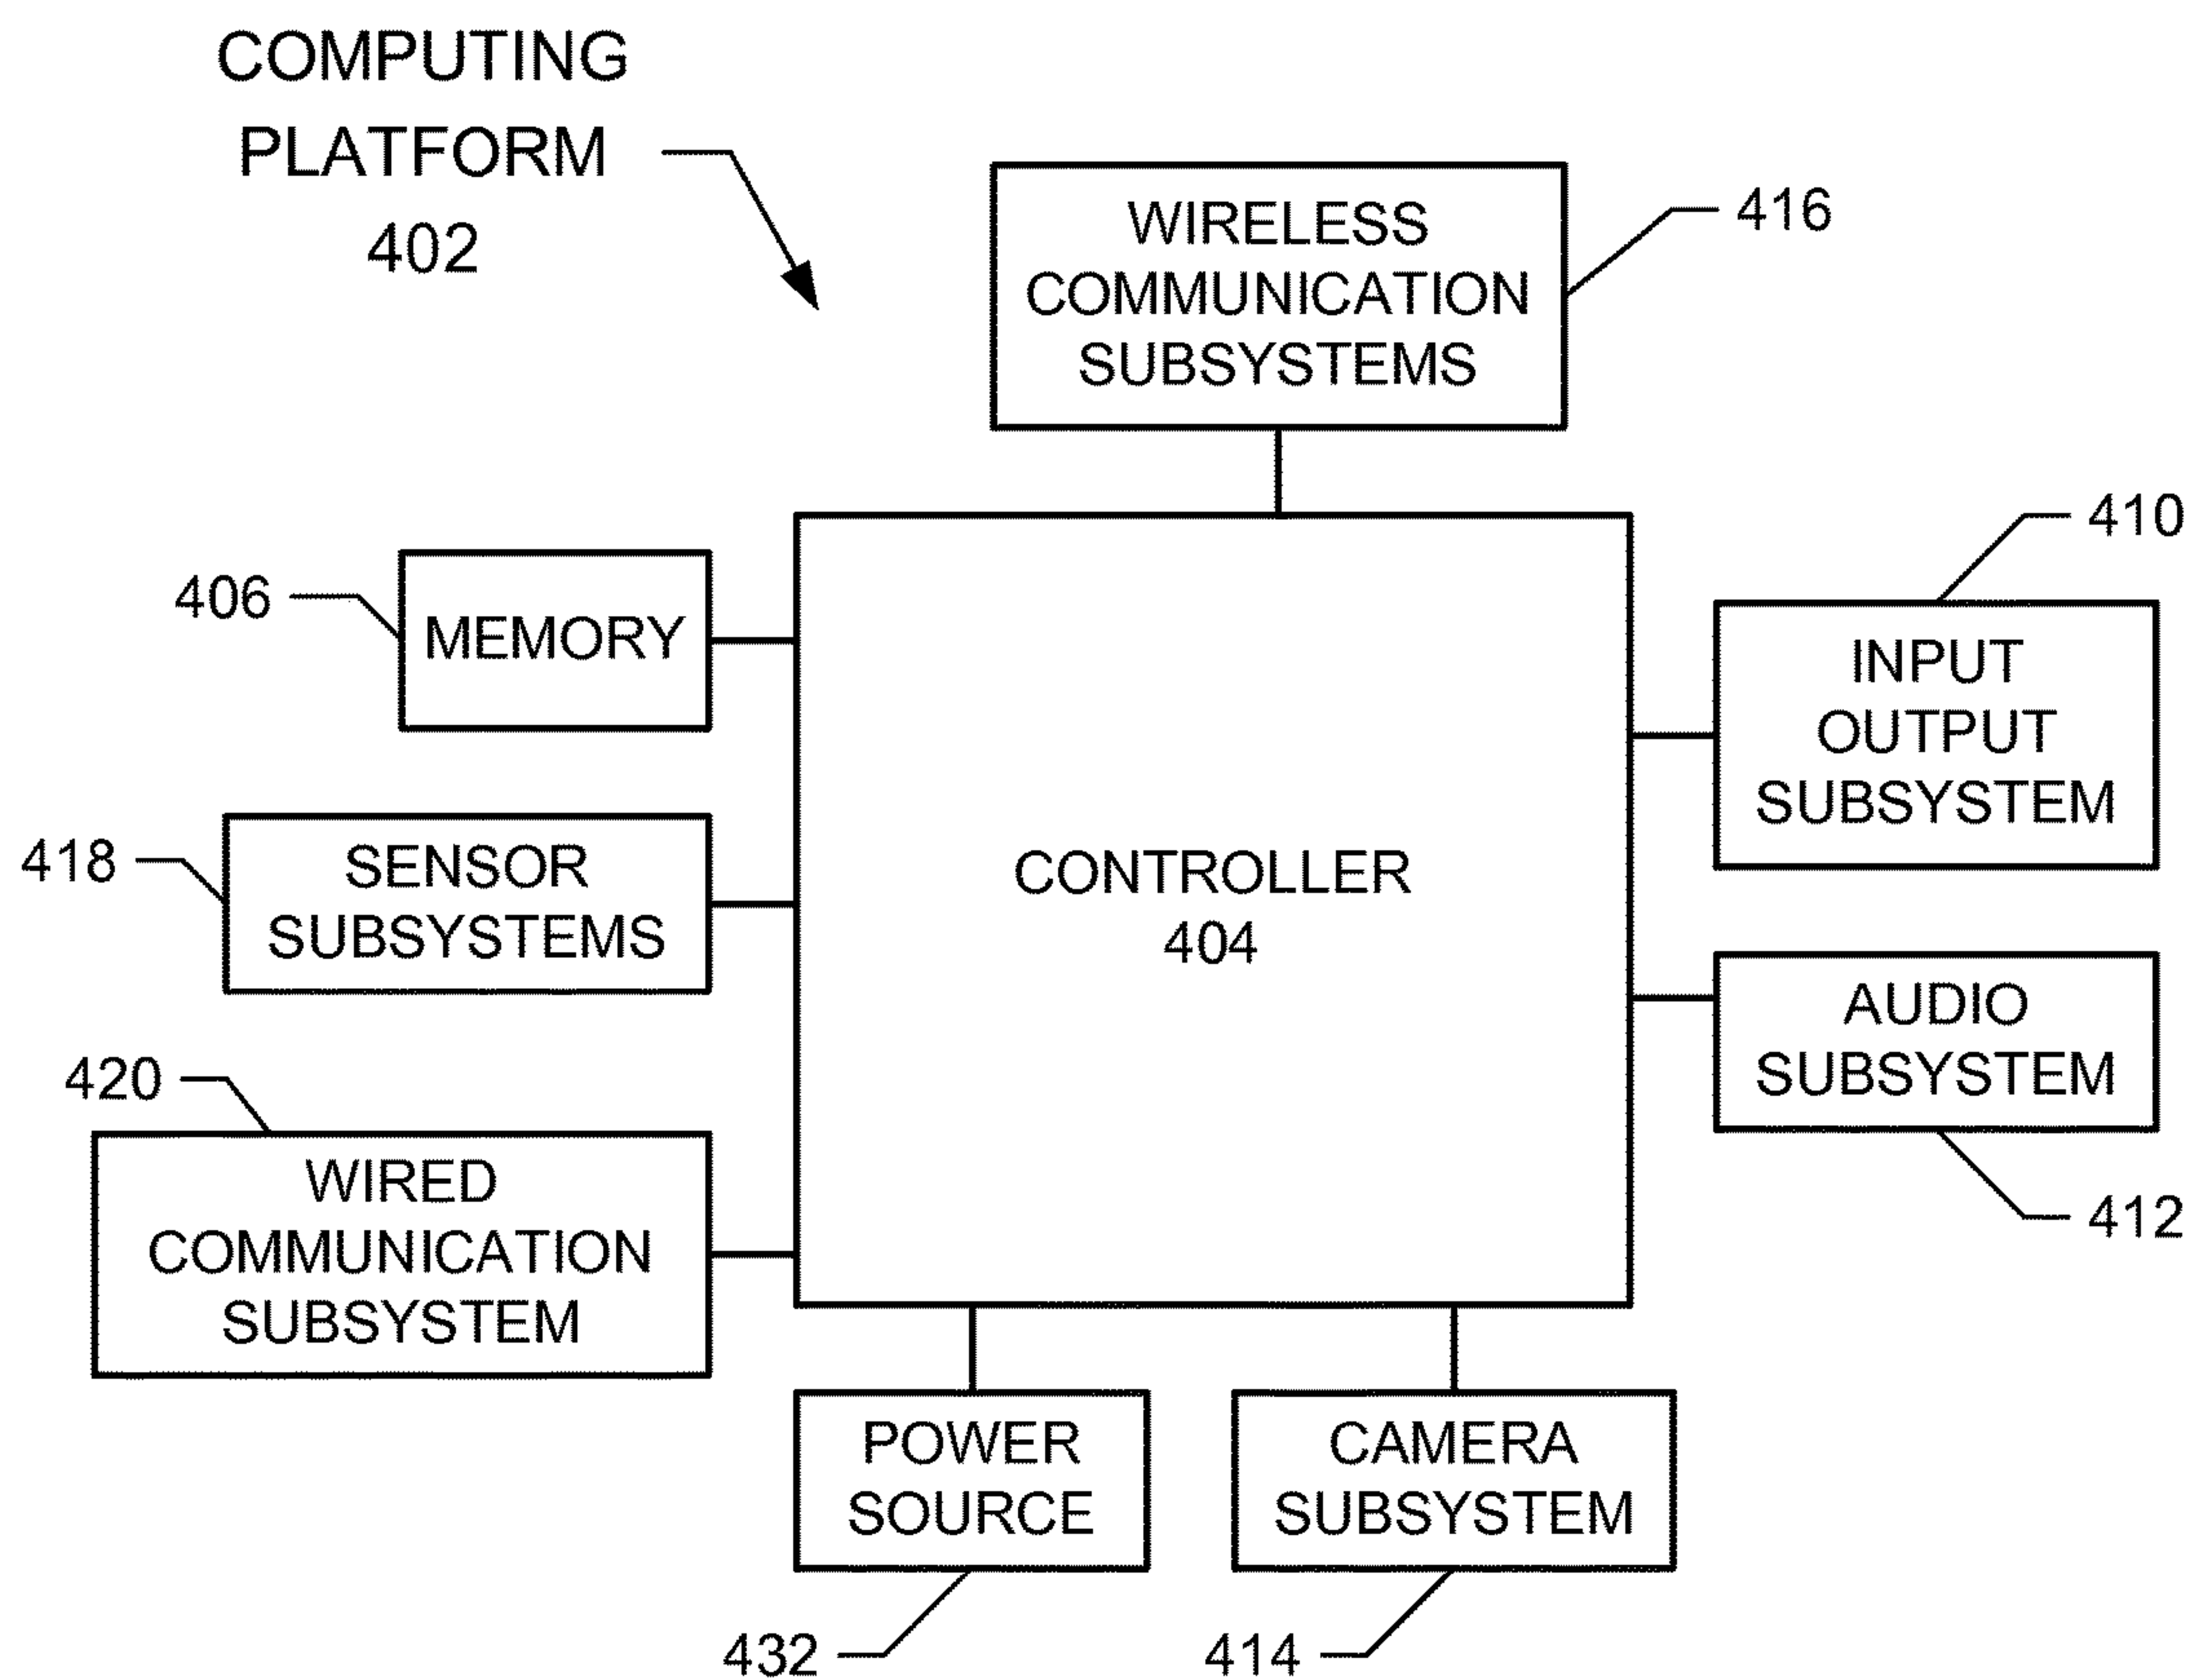 COMPUTING
PLATFORM
402
WIRELESS
COMMUNICATION
SUBSYSTEMS
416
406
MEMORY
410
INPUT
OUTPUT
SUBSYSTEM
418
SENSOR
SUBSYSTEMS
CONTROLLER
404
AUDIO
SUBSYSTEM
412
420
WIRED
COMMUNICATION
SUBSYSTEM
POWER
SOURCE
432
CAMERA
SUBSYSTEM
414